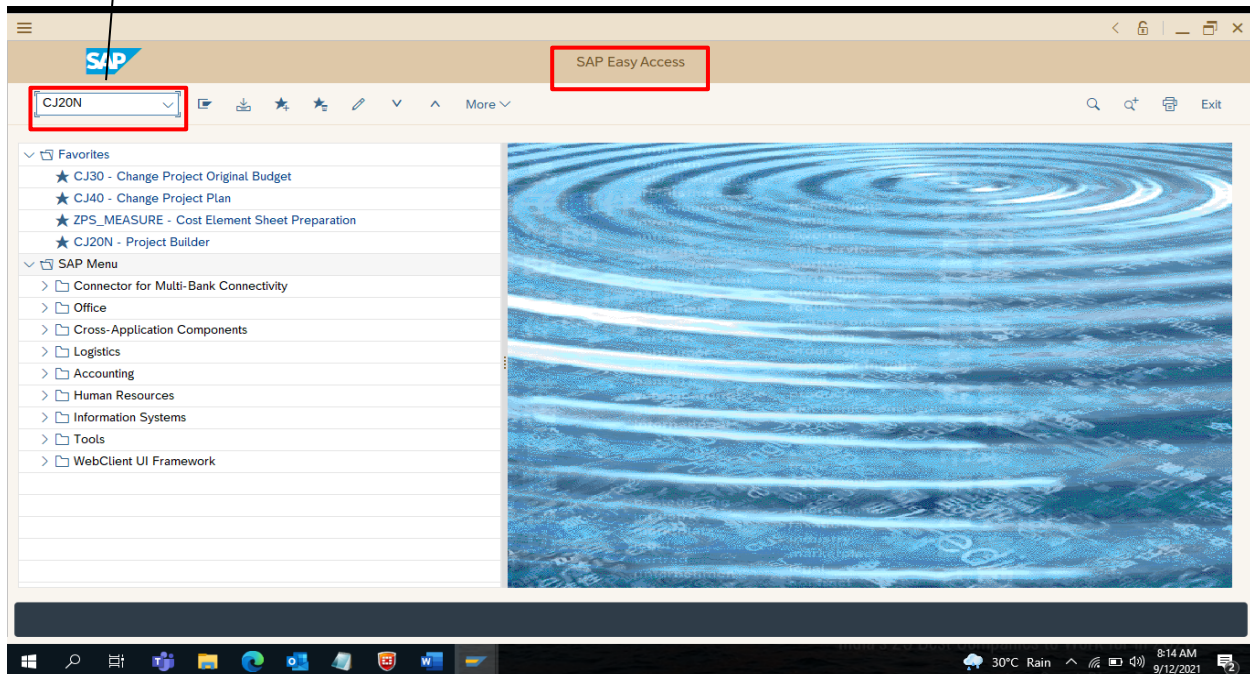 SAP
SAP Easy Access
CJ20N
More
Exit
Favorites
CJ30 - Change Project Original Budget
CJ40 - Change Project Plan
ZPS_MEASURE - Cost Element Sheet Preparation
CJ20N - Project Builder
SAP Menu
Connector for Multi-Bank Connectivity
Office
Cross-Application Components
Logistics
Accounting
Human Resources
Information Systems
Tools
WebClient UI Framework
30°C Rain
8:14 AM
9/12/2021
2